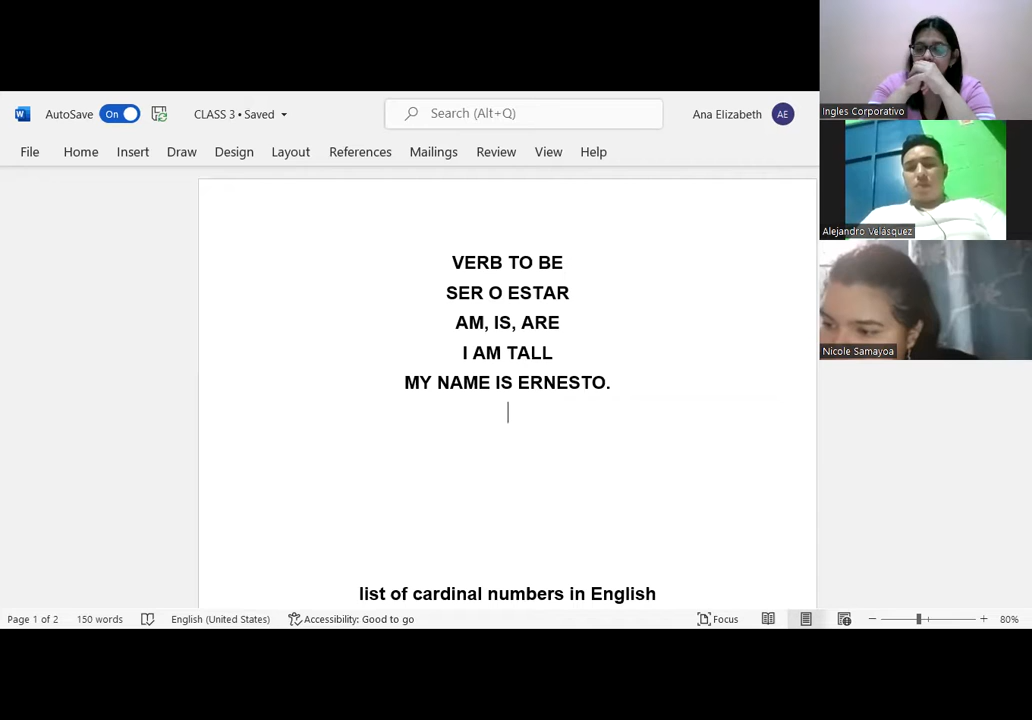 AutoSave On CLASS 3 • Saved Search (Alt+Q) Ana Elizabeth AE
File Home Insert Draw Design Layout References Mailings Review View Help
VERB TO BE
SER O ESTAR
AM, IS, ARE
I AM TALL
MY NAME IS ERNESTO.
list of cardinal numbers in English
Page 1 of 2 150 words English (United States) Accessibility: Good to go Focus 80%
Ingles Corporativo
Alejandro Velásquez
Nicole Samayoa